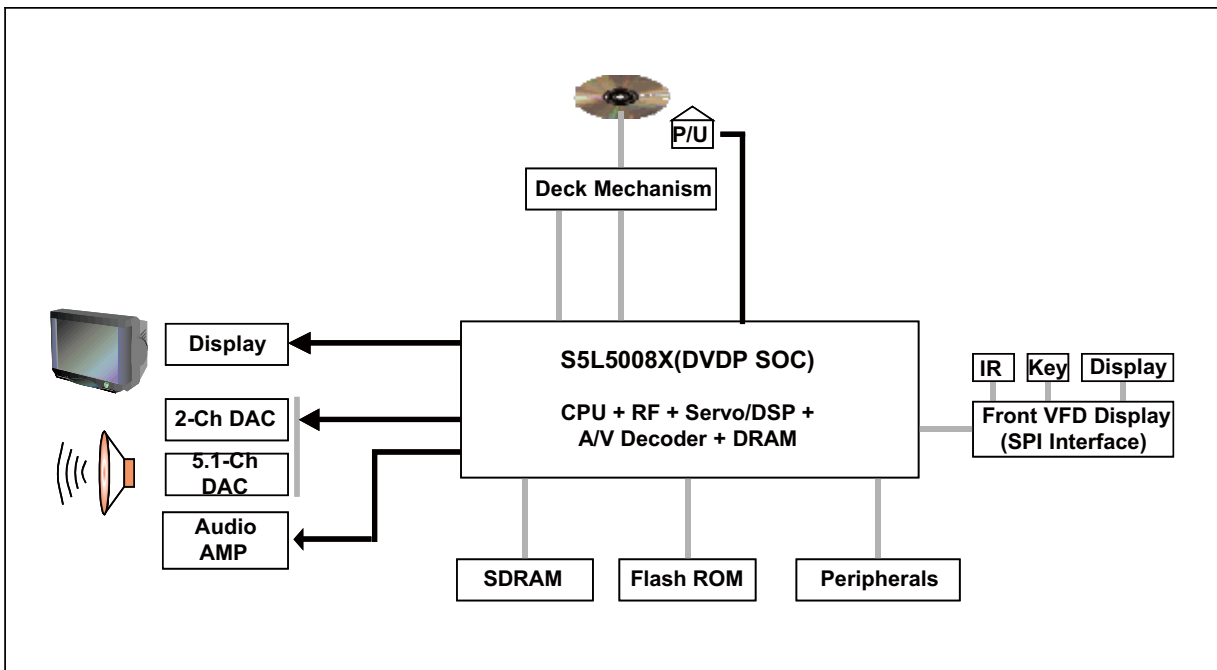 P/U
Deck Mechanism
Display
2-Ch DAC
5.1-Ch
DAC
Audio
AMP
S5L5008X(DVDP SOC)
CPU + RF + Servo/DSP +
A/V Decoder + DRAM
IR
Key
Display
Front VFD Display
(SPI Interface)
SDRAM
Flash ROM
Peripherals